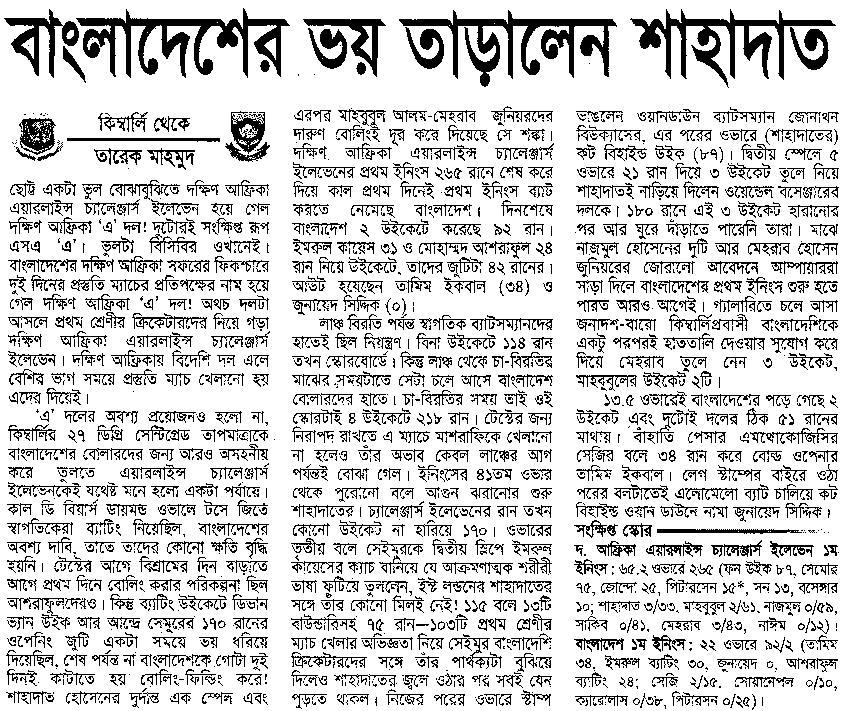 বাংলাদেশের ভয় তাড়ালেন শাহাদাত
কিম্বার্লি থেকে
তারেক মাহমুদ
ছোট্ট একটা ভুল বোঝাবুঝিতে দক্ষিণ আফ্রিকা
এয়ারলাইন্স চ্যালেঞ্জার্স ইলেভেন হয়ে গেল
দক্ষিণ আফ্রিকা ‘এ’ দল! দুটোরই সংক্ষিপ্ত রূপ
এসএ ‘এ’। ভুলটা বিসিবির ওখানেই।
বাংলাদেশের দক্ষিণ আফ্রিকা সফরের ফিকশ্চারে
দুই দিনের প্রস্তুতি ম্যাচের প্রতিপক্ষের নাম হয়ে
গেল দক্ষিণ আফ্রিকা ‘এ’ দল! অথচ দলটা
আসলে প্রথম শ্রেণীর ক্রিকেটারদের নিয়ে গড়া
দক্ষিণ আফ্রিকা এয়ারলাইন্স চ্যালেঞ্জার্স
ইলেভেন। দক্ষিণ আফ্রিকায় বিদেশি দল এলে
বেশির ভাগ সময়ে প্রস্তুতি ম্যাচ খেলানো হয়
এদের দিয়েই।
‘এ’ দলের অবশ্য প্রয়োজনও হলো না,
কিম্বার্লির ২৭ ডিগ্রি সেন্টিগ্রেড তাপমাত্রাকে
বাংলাদেশের বোলারদের জন্য আরও অসহনীয়
করে তুলতে এয়ারলাইন্স চ্যালেঞ্জার্স
ইলেভেনকেই যথেষ্ট মনে হলো একটা পর্যায়ে।
কাল ডি বিয়ার্স ডায়মন্ড ওভালে টসে জিতে
স্বাগতিকেরা ব্যাটিং নিয়েছিল, বাংলাদেশের
অবশ্য দাবি, তাতে তাদের কোনো ক্ষতি বৃদ্ধি
হয়নি। টেস্টের আগে বিশ্রামের দিন বাড়াতে
আগে প্রথম দিনে বোলিং করার পরিকল্পনা ছিল
আশরাফুলদেরও। কিন্তু ব্যাটিং উইকেটে ডিভান
ভ্যান উইক আর আন্দ্রে সেমুরের ১৭০ রানের
ওপেনিং জুটি একটা সময়ে ভয় ধরিয়ে
দিয়েছিল, শেষ পর্যন্ত না বাংলাদেশকে গোটা দুই
দিনই কাটাতে হয় বোলিং-ফিল্ডিং করে!
শাহাদাত হোসেনের দুর্দান্ত এক স্পেল এবং
এরপর মাহবুবুল আলম-মেহরাব জুনিয়রদের
দারুণ বোলিংই দূর করে দিয়েছে সে শঙ্কা।
দক্ষিণ আফ্রিকা এয়ারলাইন্স চ্যালেঞ্জার্স
ইলেভেনের প্রথম ইনিংস ২৬৫ রানে শেষ করে
দিয়ে কাল প্রথম দিনেই প্রথম ইনিংস ব্যাট
করতে নেমেছে বাংলাদেশ। দিনশেষে
বাংলাদেশ ২ উইকেটে করেছে ৯২ রান।
ইমরুল কায়েস ৩১ ও মোহাম্মদ আশরাফুল ২৪
রান নিয়ে উইকেটে, তাদের জুটিটা ৪২ রানের।
আউট হয়েছেন তামিম ইকবাল (৩৪) ও
জুনায়েদ সিদ্দিক (০)।
লাঞ্চ বিরতি পর্যন্ত স্বাগতিক ব্যাটসম্যানদের
হাতেই ছিল নিয়ন্ত্রণ। বিনা উইকেটে ১১৪ রান
তখন স্কোরবোর্ডে। কিন্তু লাঞ্চ থেকে চা-বিরতির
মাঝের সময়টাতে সেটা চলে আসে বাংলাদেশ
বোলারদের হাতে। চা-বিরতির সময় তাই ওই
স্কোরটাই ৪ উইকেটে ২১৮ রান। টেস্টের জন্য
নিরাপদ রাখতে এ ম্যাচে মাশরাফিকে খেলানো
না হলেও তাঁর অভাব কেবল লাঞ্চের আগ
পর্যন্তই বোঝা গেল। ইনিংসের ৪১তম ওভার
থেকে পুরোনো বলে আগুন ঝরানোর শুরু
শাহাদাতের। চ্যালেঞ্জার্স ইলেভেনের রান তখন
কোনো উইকেট না হারিয়ে ১৭০। ওভারের
তৃতীয় বলে সেইমুরকে দ্বিতীয় স্লিপে ইমরুল
কায়েসের ক্যাচ বানিয়ে যে আক্রমণাত্মক শরীরী
ভাষা ফুটিয়ে তুললেন, ইস্ট লন্ডনের শাহাদাতের
সঙ্গে তাঁর কোনো মিলই নেই! ১১৫ বলে ১৩টি
বাউন্ডারিসহ ৭৫ রান—১০৩টি প্রথম শ্রেণীর
ম্যাচ খেলার অভিজ্ঞতা নিয়ে সেইমুর বাংলাদেশি
ক্রিকেটারদের সঙ্গে তাঁর পার্থক্যটা বুঝিয়ে
দিলেও শাহাদাতের জ্বলে ওঠার পর সবই যেন
পুড়তে থাকল। নিজের পরের ওভারে স্টাম্প
ভাঙলেন ওয়ানডাউন ব্যাটসম্যান জোনাথন
বিউক্যাসের, এর পরের ওভারে (শাহাদাতের)
কট বিহাইন্ড উইক (৮৭)। দ্বিতীয় স্পেলে ৫
ওভারে ২১ রান দিয়ে ৩ উইকেট তুলে নিয়ে
শাহাদাতই নাড়িয়ে দিলেন ওয়েন্ডেল বসেঞ্জারের
দলকে। ১৮০ রানে এই ৩ উইকেট হারানোর
পর আর ঘুরে দাঁড়াতে পারেনি তারা। মাঝে
নাজমুল হোসেনের দুটি আর মেহরাব হোসেন
জুনিয়রের জোরালো আবেদনে আম্পায়াররা
সাড়া দিলে বাংলাদেশের প্রথম ইনিংস শুরু হতে
পারত আরও আগেই। গ্যালারিতে চলে আসা
জনাদশ-বারো কিম্বার্লিপ্রবাসী বাংলাদেশিকে
একটু পরপরই হাততালি দেওয়ার সুযোগ করে
দিয়ে মেহরাব তুলে নেন ৩ উইকেট,
মাহবুবুলের উইকেট ২টি।
১৩.৫ ওভারেই বাংলাদেশের পড়ে গেছে ২
উইকেট এবং দুটোই দলের ঠিক ৫১ রানের
মাথায়। বাঁহাতি পেসার এমথোকোজিসির
সেজির বলে ৩৪ রান করে বোল্ড ওপেনার
তামিম ইকবাল। লেগ স্টাম্পের বাইরে ওঠা
পরের বলটাতেই এলোমেলো ব্যাট চালিয়ে কট
বিহাইন্ড ওয়ান ডাউনে নামা জুনায়েদ সিদ্দিক।
সংক্ষিপ্ত স্কোর
দ. আফ্রিকা এয়ারলাইন্স চ্যালেঞ্জার্স ইলেভেন ১ম
ইনিংস: ৬৫.২ ওভারে ২৬৫ (ফন উইক ৮৭, সেমোর
৭৫, জোন্দো ২৫, পিটারসেন ১৫*, সন ১৩, বসেঙ্গার
১০; শাহাদাত ৩/৩৩, মাহবুবুল ২/৬১, নাজমুল ০/৫৯,
সাকিব ০/৪১, মেহরাব ৩/৪৩, নাঈম ০/১২)।
বাংলাদেশ ১ম ইনিংস: ২২ ওভারে ৯২/২ (তামিম
৩৪, ইমরুল ব্যাটিং ৩০, জুনায়েদ ০, আশরাফুল
ব্যাটিং ২৪; সেজি ২/১৫, সোয়ানেপল ০/১০,
ক্যারোলাস ০/৩৮, পিটারসন ০/২৫)।